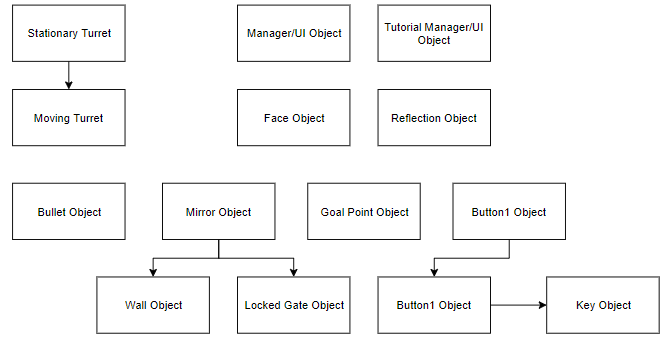 Stationary Turret
Manager/UI Object
Tutorial Manager/UI
Object
Moving Turret
Face Object
Reflection Object
Bullet Object
Mirror Object
Goal Point Object
Button1 Object
Wall Object
Locked Gate Object
Button1 Object
Key Object